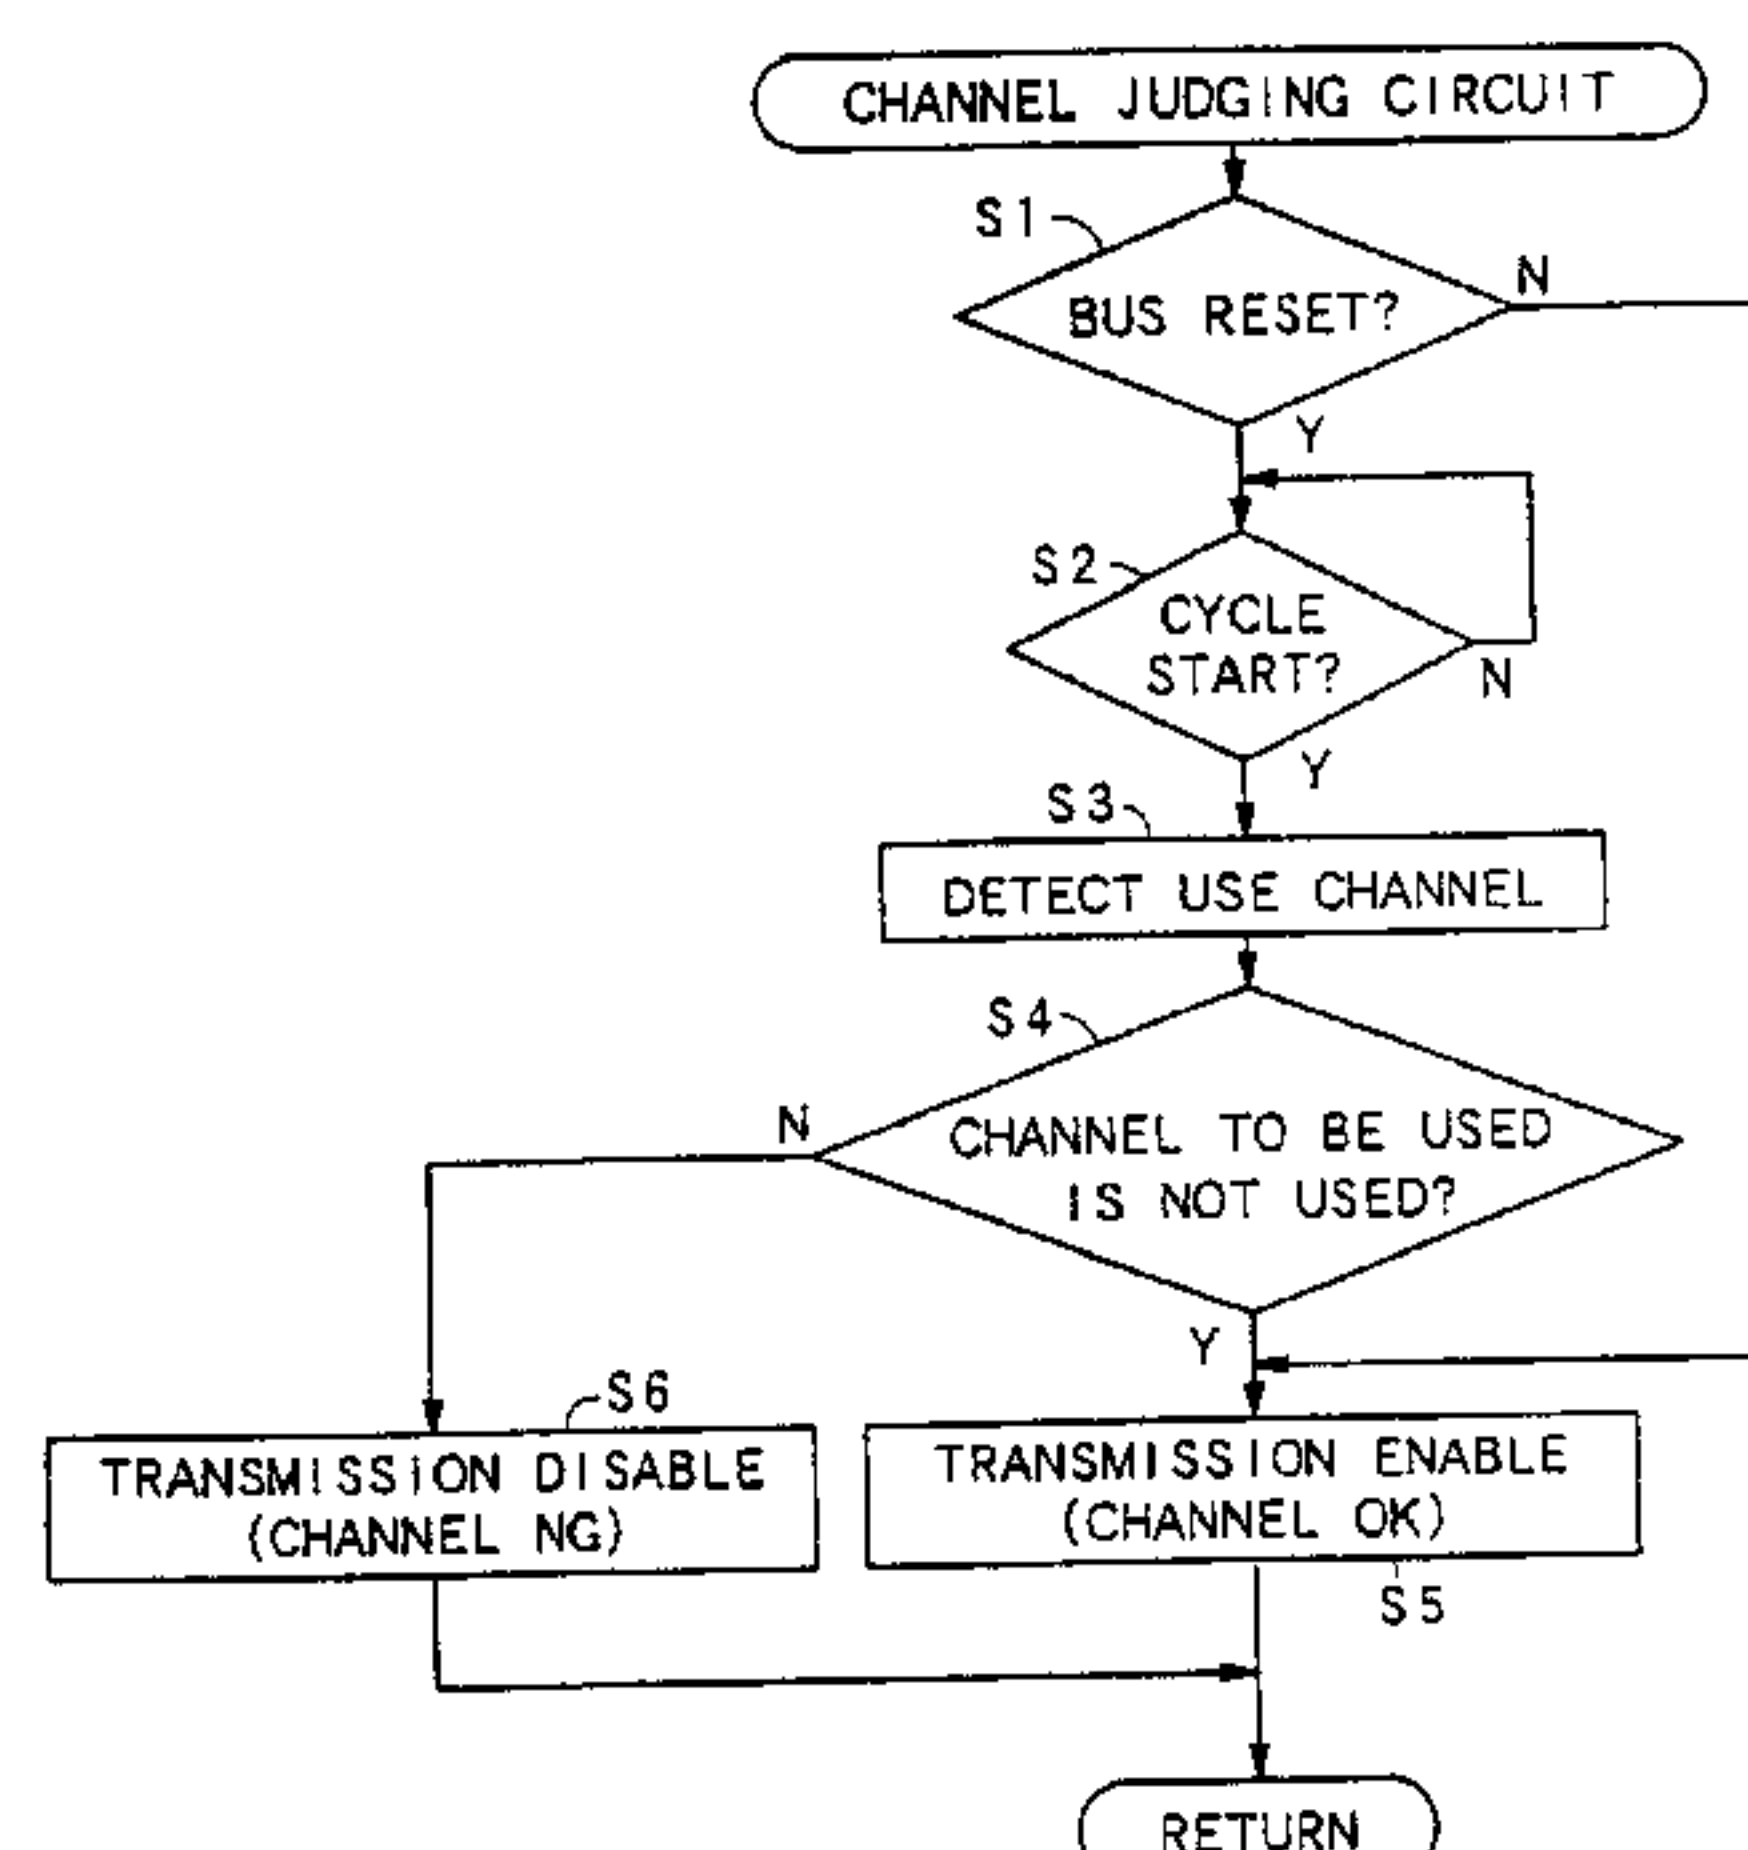 CHANNEL JUDGING CIRCUIT
S1
N
BUS RESET?
Y
S2
CYCLE
START?
N
Y
S3
DETECT USE CHANNEL
S4
N
CHANNEL TO BE USED
IS NOT USED?
Y
S6
TRANSMISSION DISABLE
(CHANNEL NG)
TRANSMISSION ENABLE
(CHANNEL OK)
S5
RETURN